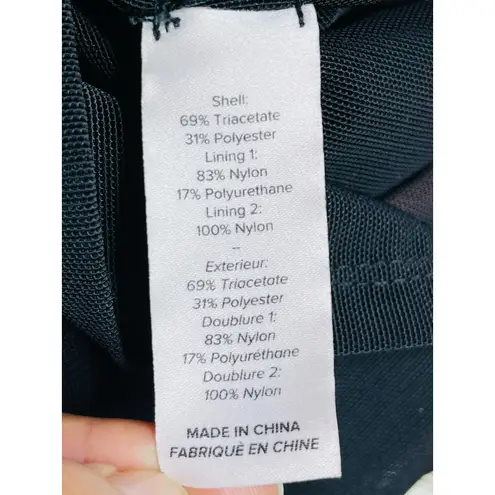 Shell:
69% Triacetate
31% Polyester
Lining 1:
83% Nylon
17% Polyurethane
Lining 2:
100% Nylon
–
Exterieur:
69% Triacetate
31% Polyester
Doublure 1:
83% Nylon
17% Polyuréthane
Doublure 2:
100% Nylon
MADE IN CHINA
FABRIQUÉ EN CHINE